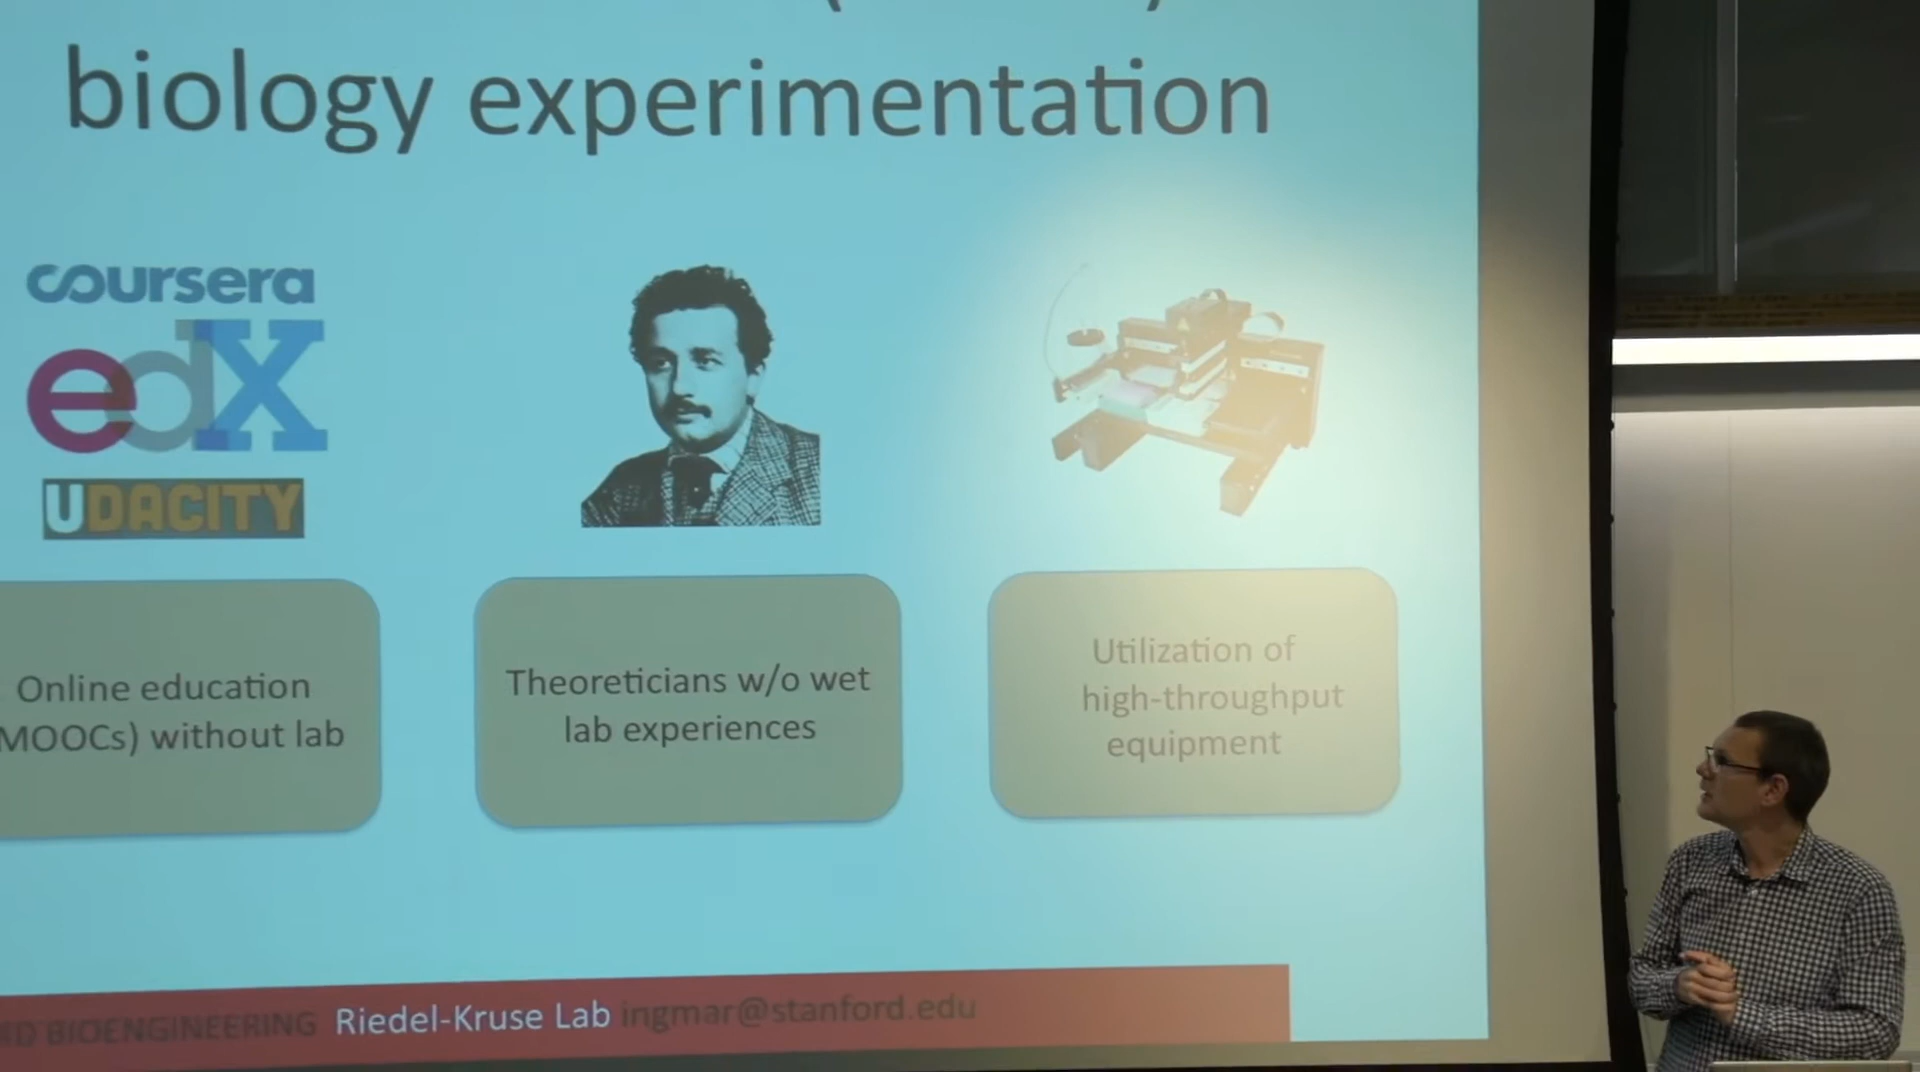 biology experimentation
coursera
edX
UDACITY
Online education
MOOCs) without lab
Theoreticians w/o wet
lab experiences
Utilization of
high-throughput
equipment
BIOENGINEERING Riedel-Kruse Lab ingmar@stanford.edu